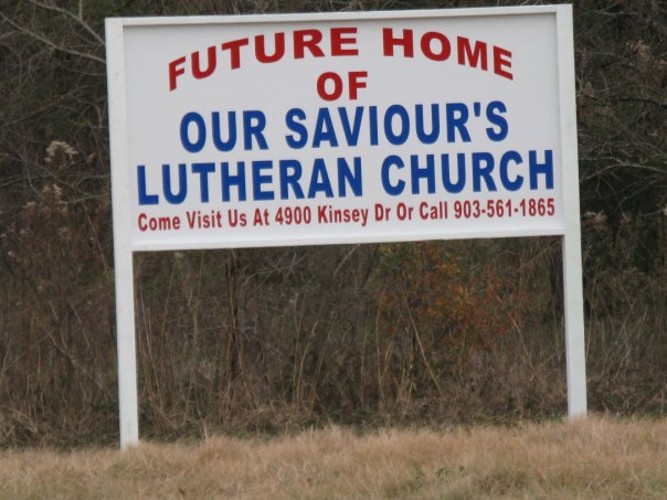 FUTURE HOME
OF
OUR SAVIOUR'S
LUTHERAN CHURCH
Come Visit Us At 4900 Kinsey Dr Or Call 903-561-1865